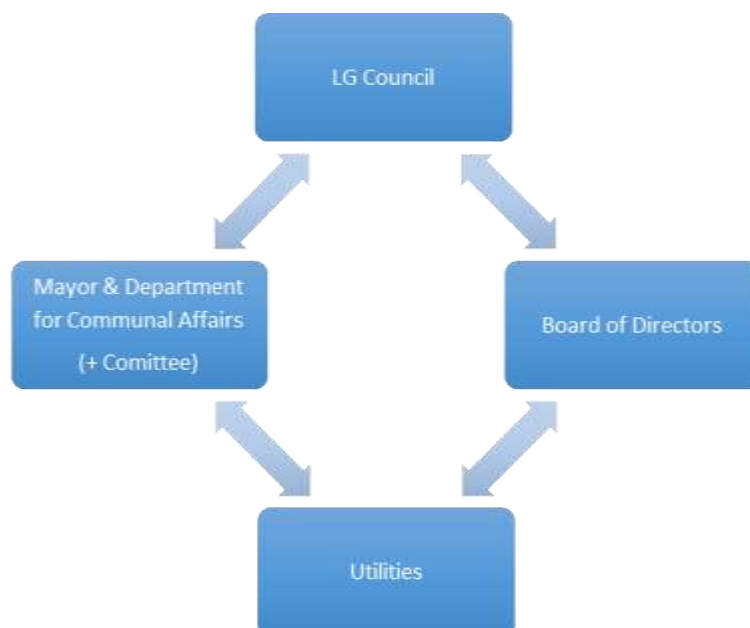 LG Council
Mayor & Department
for Communal Affairs
(+ Comittee)
Board of Directors
Utilities